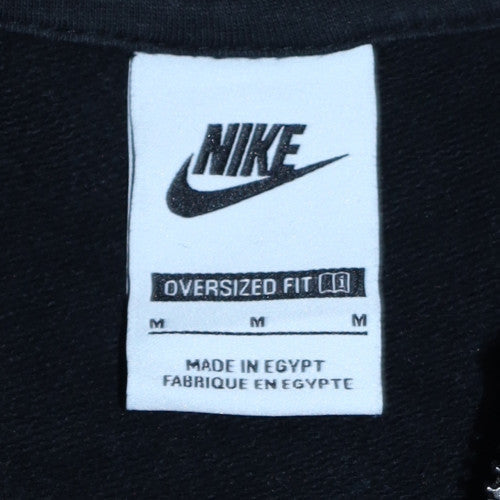 NIKE
OVERSIZED FIT i
M M M
MADE IN EGYPT
FABRIQUE EN EGYPTE